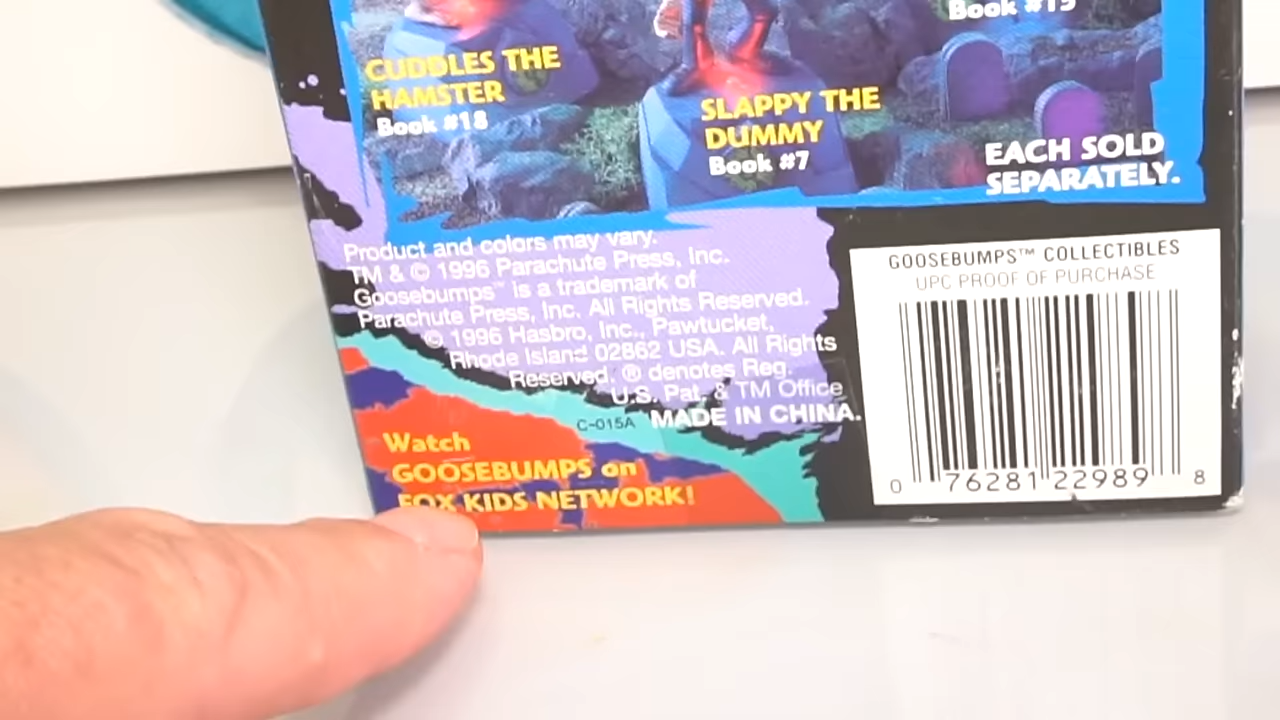 Book #15
CUDDLES THE
HAMSTER
Book #18
SLAPPY THE
DUMMY
Book #7
EACH SOLD
SEPARATELY.
Product and colors may vary.
TM & © 1996 Parachute Press, Inc.
Goosebumps™ is a trademark of
Parachute Press, Inc. All Rights Reserved.
© 1996 Hasbro, Inc., Pawtucket,
Rhode Island 02862 USA. All Rights
Reserved. ® denotes Reg.
U.S. Pat. & TM Office
C-015A MADE IN CHINA.
Watch
GOOSEBUMPS on
FOX KIDS NETWORK!
GOOSEBUMPS™ COLLECTIBLES
UPC PROOF OF PURCHASE
0 76281 22989 8